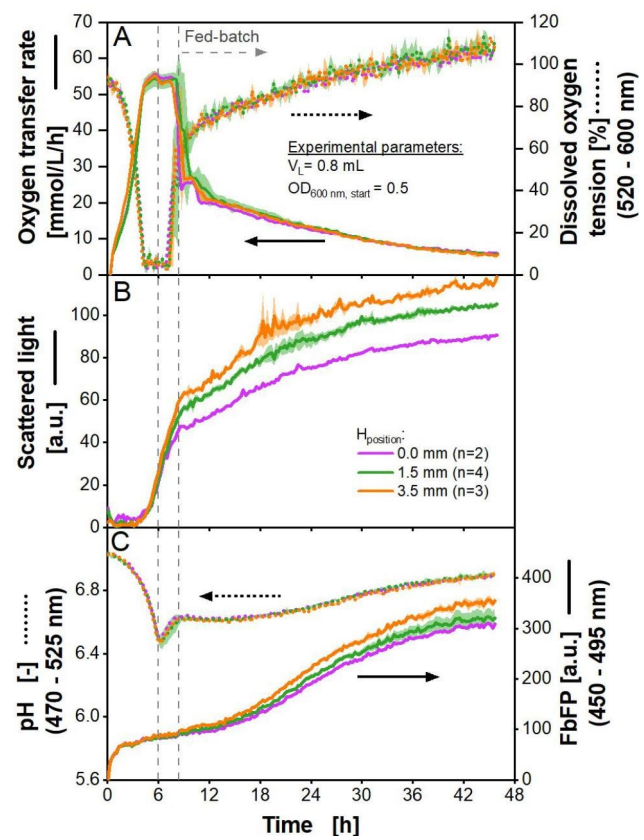 A
Fed-batch
Oxygen transfer rate
[mmol/L/h]
70
60
50
40
30
20
10
0
120
100
80
60
40
20
0
Dissolved oxygen
tension [%]
(520 - 600 nm)
Experimental parameters:
V_L= 0.8 mL
OD_600 nm, start = 0.5
B
Scattered light
[a.u.]
100
80
60
40
20
0
H_position:
0.0 mm (n=2)
1.5 mm (n=4)
3.5 mm (n=3)
C
pH [-]
(470 - 525 nm)
6.8
6.4
6.0
5.6
400
300
200
100
0
FbFP [a.u.]
(450 - 495 nm)
0 6 12 18 24 30 36 42 48
Time [h]